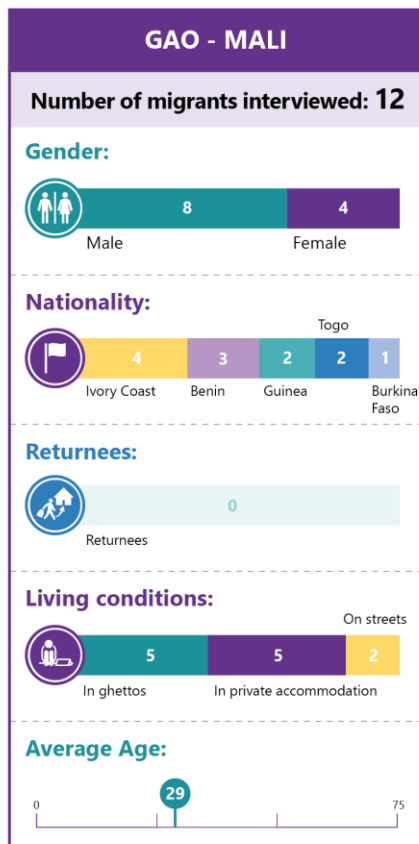 GAO - MALI
Number of migrants interviewed: 12
Gender:
8 4
Male Female
Nationality:
Togo
4 3 2 2 1
Ivory Coast Benin Guinea Burkina
Faso
Returnees:
0
Returnees
Living conditions:
On streets
5 5 2
In ghettos In private accommodation
Average Age:
29
0 75